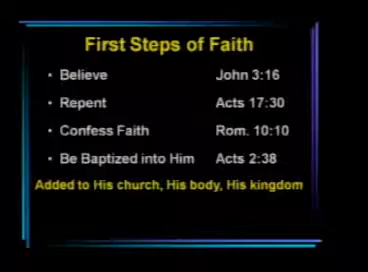 First Steps of Faith
• Believe John 3:16
• Repent Acts 17:30
• Confess Faith Rom. 10:10
• Be Baptized into Him Acts 2:38
Added to His church, His body, His kingdom